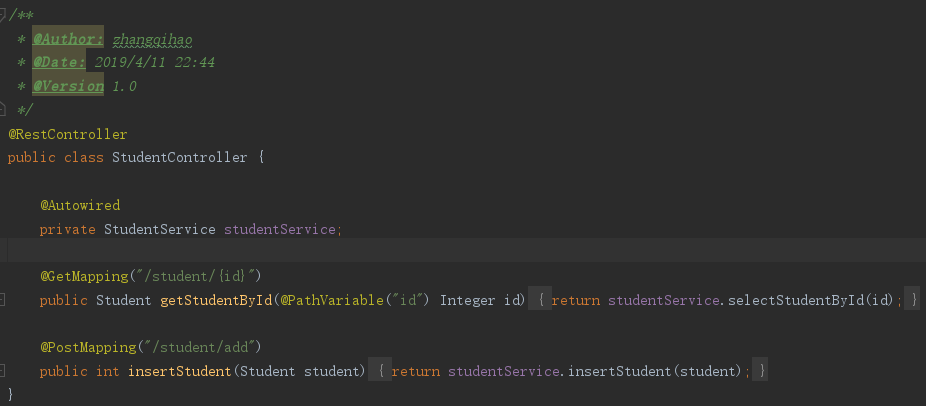 /**
 * @Author: zhangqihao
 * @Date: 2019/4/11 22:44
 * @Version 1.0
 */
@RestController
public class StudentController {
    @Autowired
    private StudentService studentService;
    @GetMapping("/student/{id}")
    public Student getStudentById(@PathVariable("id") Integer id) { return studentService.selectStudentById(id); }
    @PostMapping("/student/add")
    public int insertStudent(Student student) { return studentService.insertStudent(student); }
}